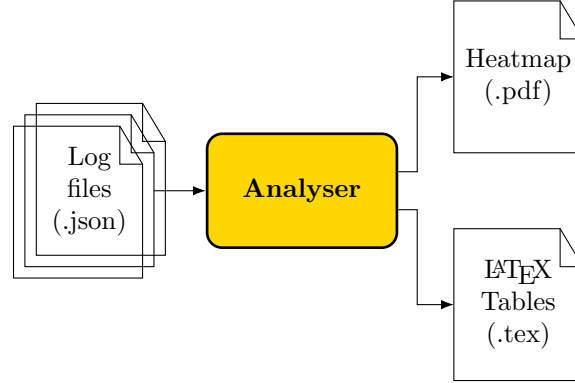 Log
files
(.json)
Analyser
Heatmap
(.pdf)
LATEX
Tables
(.tex)